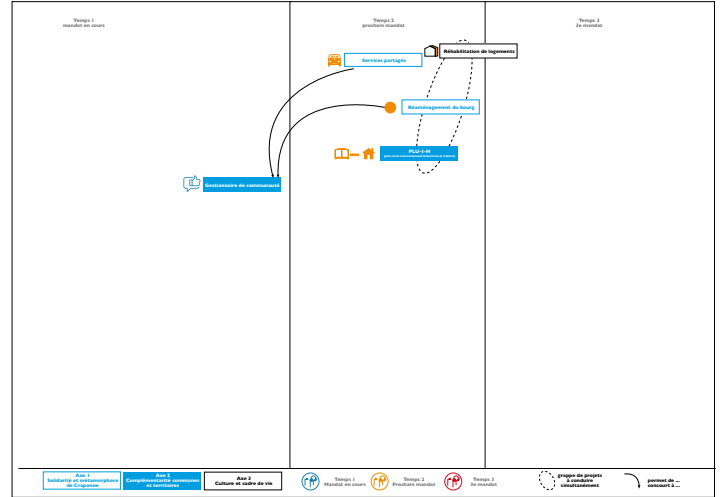 Temps 1
mandat en cours
Temps 2
prochain mandat
Temps 3
3e mandat
Réhabilitation de logements
Services partagés
Réaménagement du bourg
PLU-I-H
Gestionnaire de communauté
Axe 1
Solidarité et métamorphose
de Craponne
Axe 2
Complémentarité communes
et territoires
Axe 3
Culture et cadre de vie
Temps 1
Mandat en cours
Temps 2
Prochain mandat
Temps 3
3e mandat
grappe de projets
à conduire
simultanément
permet de ...
concourt à ...